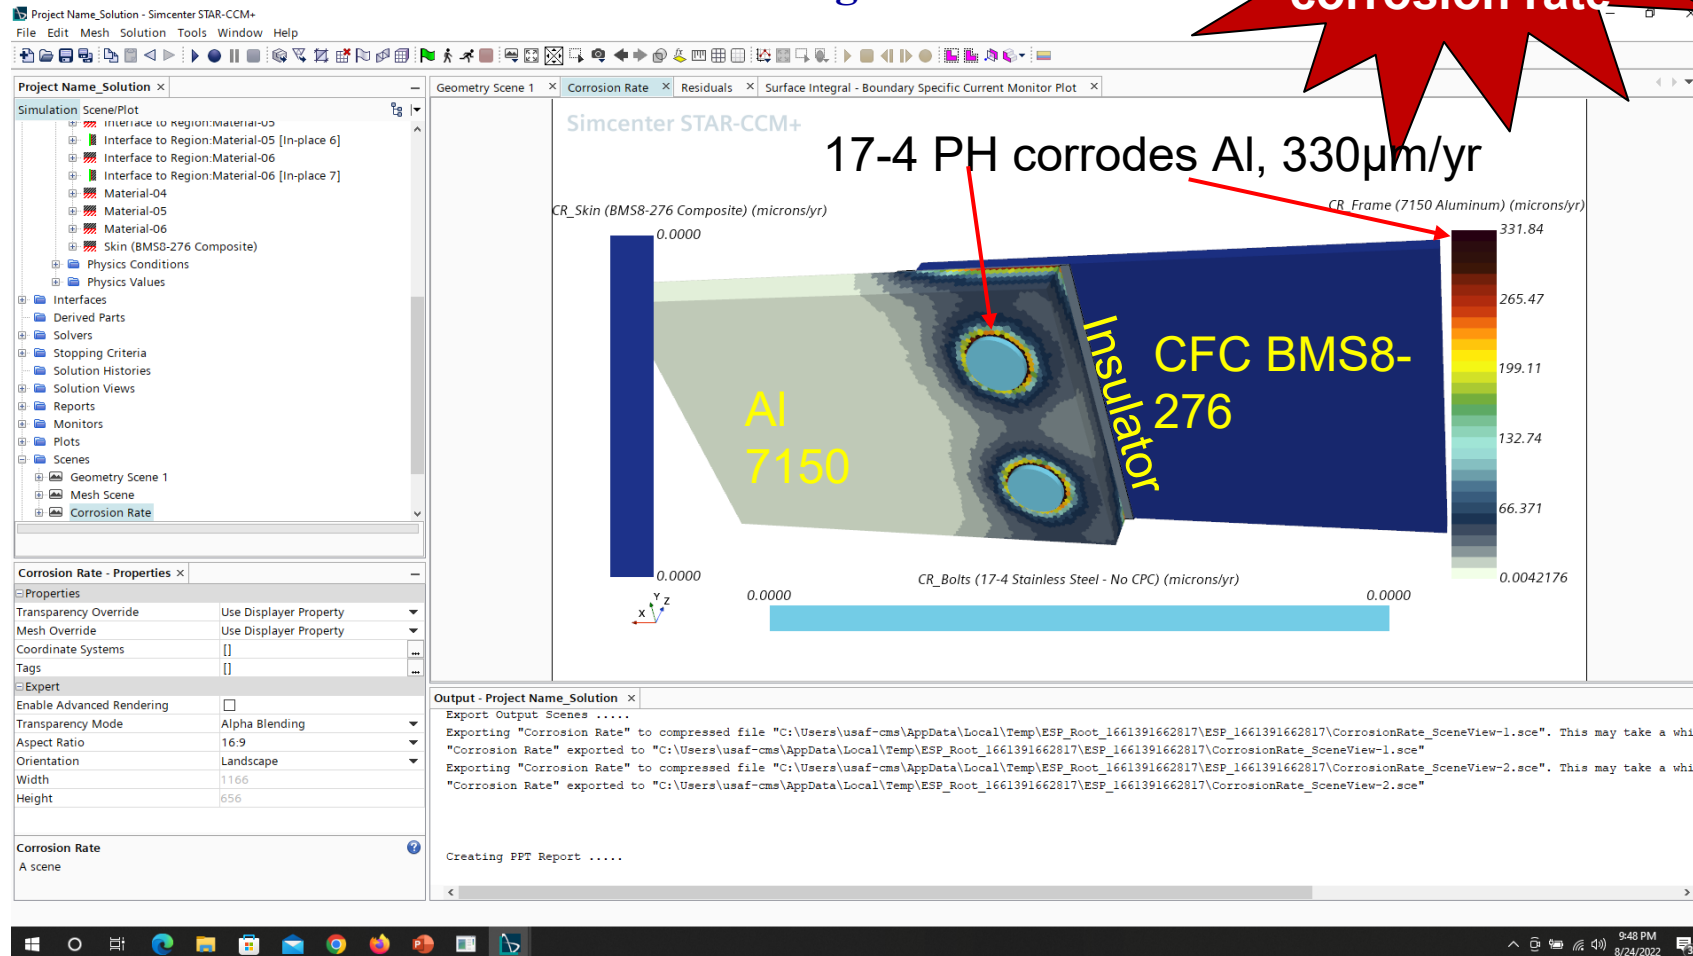 g
corrosion rate
Project Name_Solution - Simcenter STAR-CCM+
File Edit Mesh Solution Tools Window Help
Project Name_Solution ×
Simulation Scene/Plot
Interface to Region:Material-05
Interface to Region:Material-05 [In-place 6]
Interface to Region:Material-06
Interface to Region:Material-06 [In-place 7]
Material-04
Material-05
Material-06
Skin (BMS8-276 Composite)
Physics Conditions
Physics Values
Interfaces
Derived Parts
Solvers
Stopping Criteria
Solution Histories
Solution Views
Reports
Monitors
Plots
Scenes
Geometry Scene 1
Mesh Scene
Corrosion Rate
Corrosion Rate - Properties ×
Properties
Transparency Override Use Displayer Property
Mesh Override Use Displayer Property
Coordinate Systems []
Tags []
Expert
Enable Advanced Rendering
Transparency Mode Alpha Blending
Aspect Ratio 16:9
Orientation Landscape
Width 1166
Height 656
Corrosion Rate
A scene
Geometry Scene 1 × Corrosion Rate × Residuals × Surface Integral - Boundary Specific Current Monitor Plot ×
Simcenter STAR-CCM+
17-4 PH corrodes Al, 330µm/yr
CR_Skin (BMS8-276 Composite) (microns/yr)
0.0000
0.0000
CR_Frame (7150 Aluminum) (microns/yr)
331.84
265.47
199.11
132.74
66.371
0.0042176
Al
7150
Insulator
CFC BMS8-
276
CR_Bolts (17-4 Stainless Steel - No CPC) (microns/yr)
0.0000 0.0000
Y
Z
X
Output - Project Name_Solution ×
Export Output Scenes .....
Exporting "Corrosion Rate" to compressed file "C:\Users\usaf-cms\AppData\Local\Temp\ESP_Root_1661391662817\ESP_1661391662817\CorrosionRate_SceneView-1.sce". This may take a whi
"Corrosion Rate" exported to "C:\Users\usaf-cms\AppData\Local\Temp\ESP_Root_1661391662817\ESP_1661391662817\CorrosionRate_SceneView-1.sce"
Exporting "Corrosion Rate" to compressed file "C:\Users\usaf-cms\AppData\Local\Temp\ESP_Root_1661391662817\ESP_1661391662817\CorrosionRate_SceneView-2.sce". This may take a whi
"Corrosion Rate" exported to "C:\Users\usaf-cms\AppData\Local\Temp\ESP_Root_1661391662817\ESP_1661391662817\CorrosionRate_SceneView-2.sce"
Creating PPT Report .....
9:48 PM
8/24/2022
3